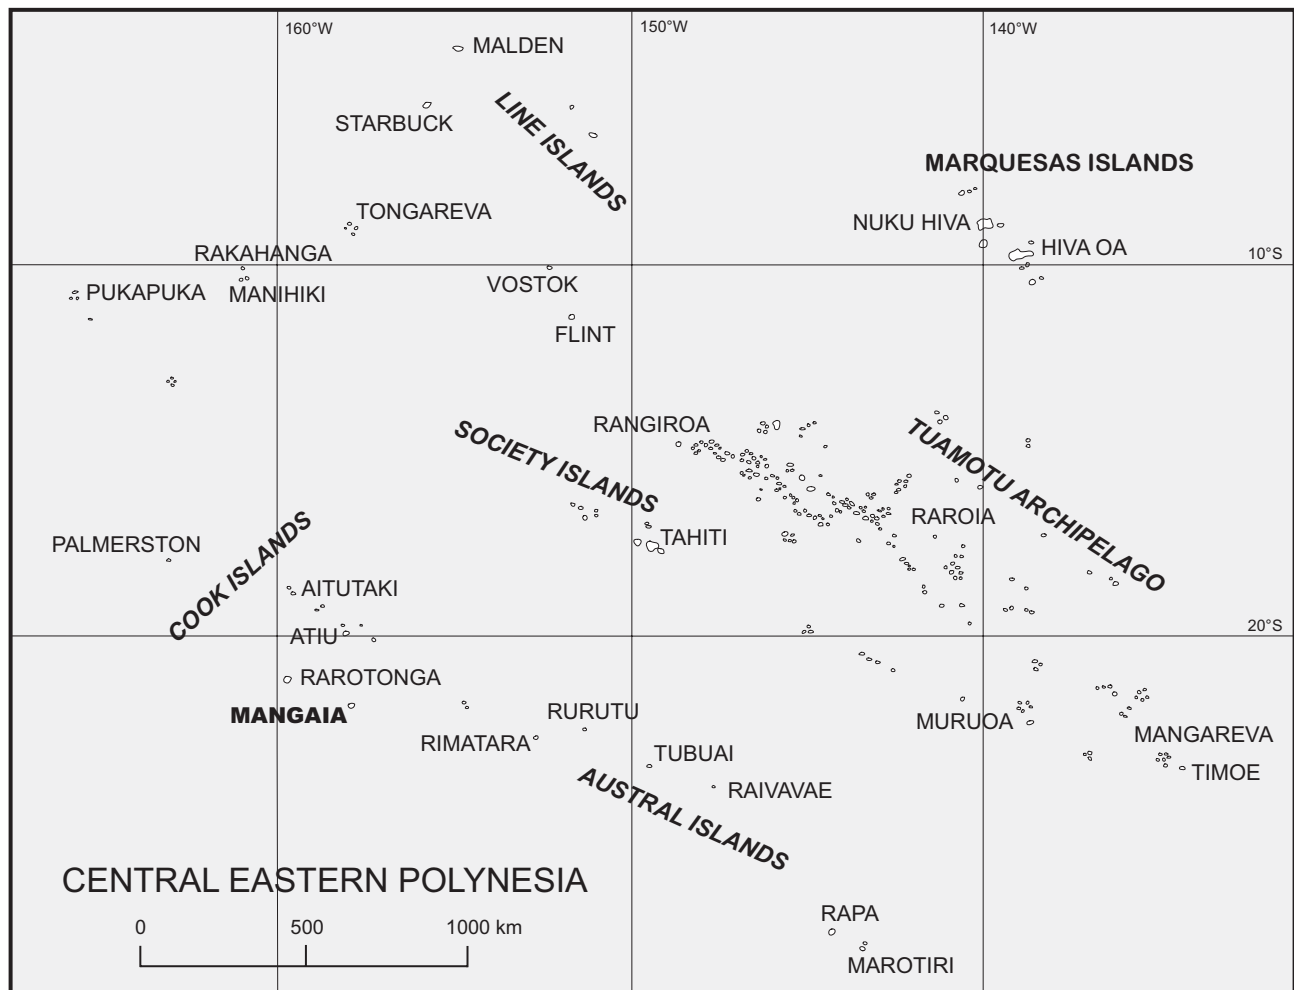 160°W
150°W
140°W
MALDEN
STARBUCK
LINE ISLANDS
MARQUESAS ISLANDS
TONGAREVA
NUKU HIVA
RAKAHANGA
HIVA OA
10°S
PUKAPUKA
MANIHIKI
VOSTOK
FLINT
RANGIROA
SOCIETY ISLANDS
TUAMOTU ARCHIPELAGO
RAROIA
TAHITI
PALMERSTON
COOK ISLANDS
AITUTAKI
ATIU
20°S
RAROTONGA
MANGAIA
RURUTU
RIMATARA
MURUOA
MANGAREVA
TUBUAI
TIMOE
RAIVAVAE
AUSTRAL ISLANDS
CENTRAL EASTERN POLYNESIA
0 500 1000 km
RAPA
MAROTIRI